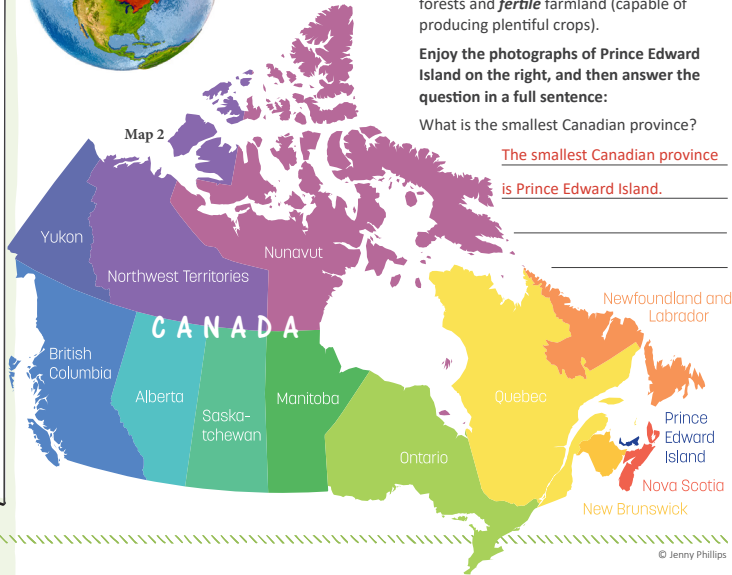 forests and fertile farmland (capable of
producing plentiful crops).
Enjoy the photographs of Prince Edward
Island on the right, and then answer the
question in a full sentence:
What is the smallest Canadian province?
The smallest Canadian province
is Prince Edward Island.
Map 2
Yukon
Northwest Territories
Nunavut
CANADA
British
Columbia
Alberta
Saska-
tchewan
Manitoba
Ontario
Quebec
Newfoundland and
Labrador
Prince
Edward
Island
Nova Scotia
New Brunswick
© Jenny Phillips